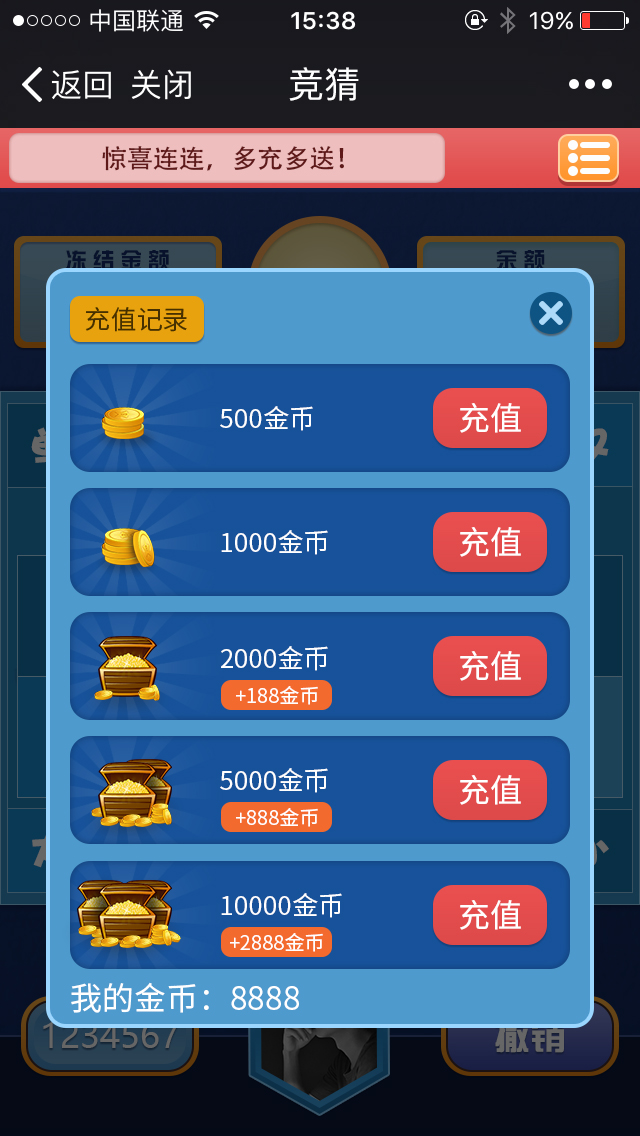 中国联通 15:38 19%
返回 关闭 竞猜
惊喜连连，多充多送！
冻结金额 余额
充值记录
500金币 充值
1000金币 充值
2000金币 充值
+188金币
5000金币 充值
+888金币
10000金币 充值
+2888金币
我的金币：8888
1234567 撤销